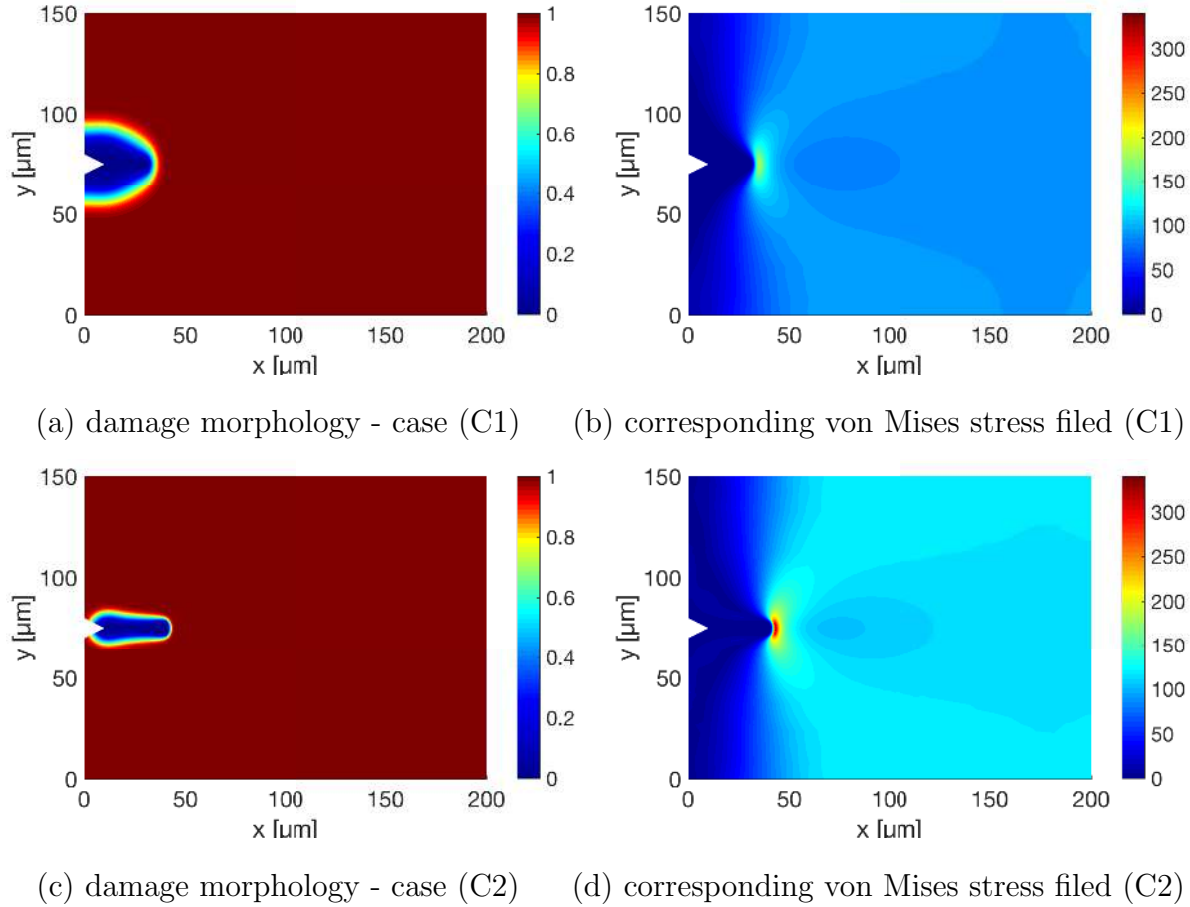 150
100
50
0
y [µm]
0 50 100 150 200
x [µm]
1
0.8
0.6
0.4
0.2
0
150
100
50
0
y [µm]
0 50 100 150 200
x [µm]
300
250
200
150
100
50
0
(a) damage morphology - case (C1)
(b) corresponding von Mises stress filed (C1)
150
100
50
0
y [µm]
0 50 100 150 200
x [µm]
1
0.8
0.6
0.4
0.2
0
150
100
50
0
y [µm]
0 50 100 150 200
x [µm]
300
250
200
150
100
50
0
(c) damage morphology - case (C2)
(d) corresponding von Mises stress filed (C2)